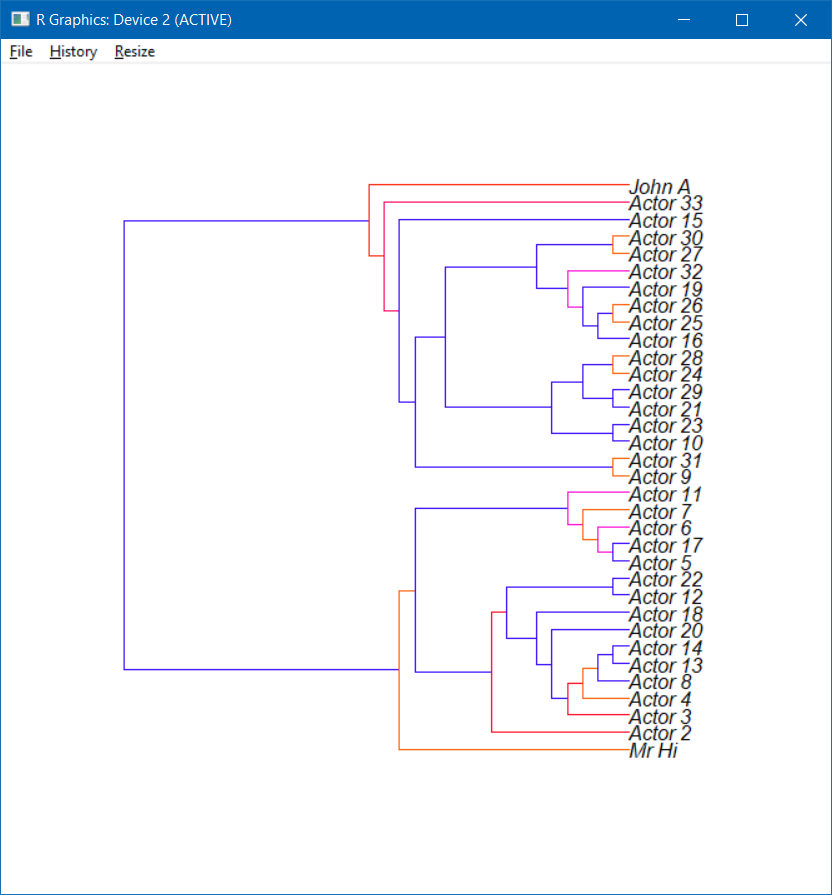 R Graphics: Device 2 (ACTIVE)
File History Resize
John A
Actor 33
Actor 15
Actor 30
Actor 27
Actor 32
Actor 19
Actor 26
Actor 25
Actor 16
Actor 28
Actor 24
Actor 29
Actor 21
Actor 23
Actor 10
Actor 31
Actor 9
Actor 11
Actor 7
Actor 6
Actor 17
Actor 5
Actor 22
Actor 12
Actor 18
Actor 20
Actor 14
Actor 13
Actor 8
Actor 4
Actor 3
Actor 2
Mr Hi